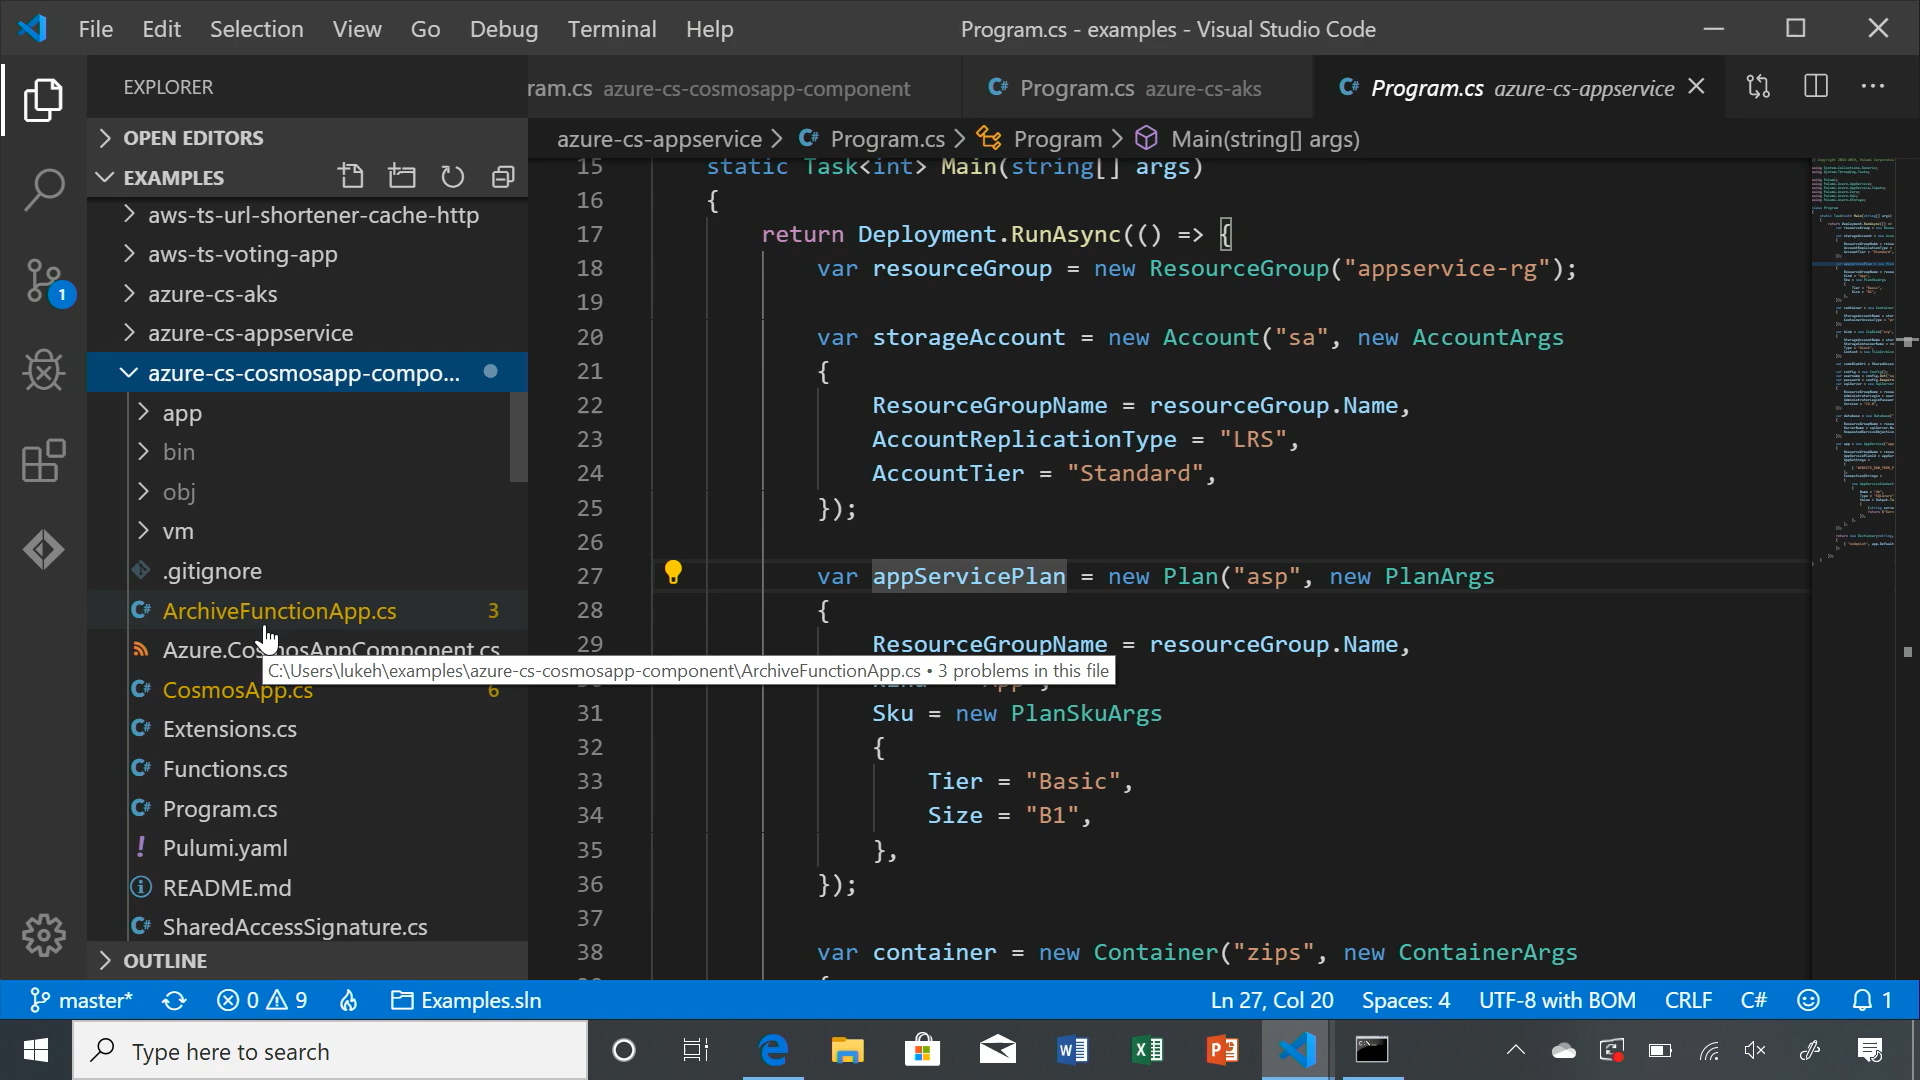 File Edit Selection View Go Debug Terminal Help
Program.cs - examples - Visual Studio Code
EXPLORER
OPEN EDITORS
EXAMPLES
aws-ts-url-shortener-cache-http
aws-ts-voting-app
azure-cs-aks
azure-cs-appservice
azure-cs-cosmosapp-compo...
app
bin
obj
vm
.gitignore
ArchiveFunctionApp.cs 3
Azure.CosmosAppComponent.cs
C:\Users\lukeh\examples\azure-cs-cosmosapp-component\ArchiveFunctionApp.cs • 3 problems in this file
CosmosApp.cs 6
Extensions.cs
Functions.cs
Program.cs
Pulumi.yaml
README.md
SharedAccessSignature.cs
OUTLINE
1
ram.cs azure-cs-cosmosapp-component
C# Program.cs azure-cs-aks
C# Program.cs azure-cs-appservice
azure-cs-appservice > C# Program.cs > Program > Main(string[] args)
15 static Task<int> Main(string[] args)
16 {
17 return Deployment.RunAsync(() => {
18 var resourceGroup = new ResourceGroup("appservice-rg");
19
20 var storageAccount = new Account("sa", new AccountArgs
21 {
22 ResourceGroupName = resourceGroup.Name,
23 AccountReplicationType = "LRS",
24 AccountTier = "Standard",
25 });
26
27 var appServicePlan = new Plan("asp", new PlanArgs
28 {
29 ResourceGroupName = resourceGroup.Name,
31 Sku = new PlanSkuArgs
32 {
33 Tier = "Basic",
34 Size = "B1",
35 },
36 });
37
38 var container = new Container("zips", new ContainerArgs
master* 0 9 Examples.sln
Ln 27, Col 20 Spaces: 4 UTF-8 with BOM CRLF C# 1
Type here to search